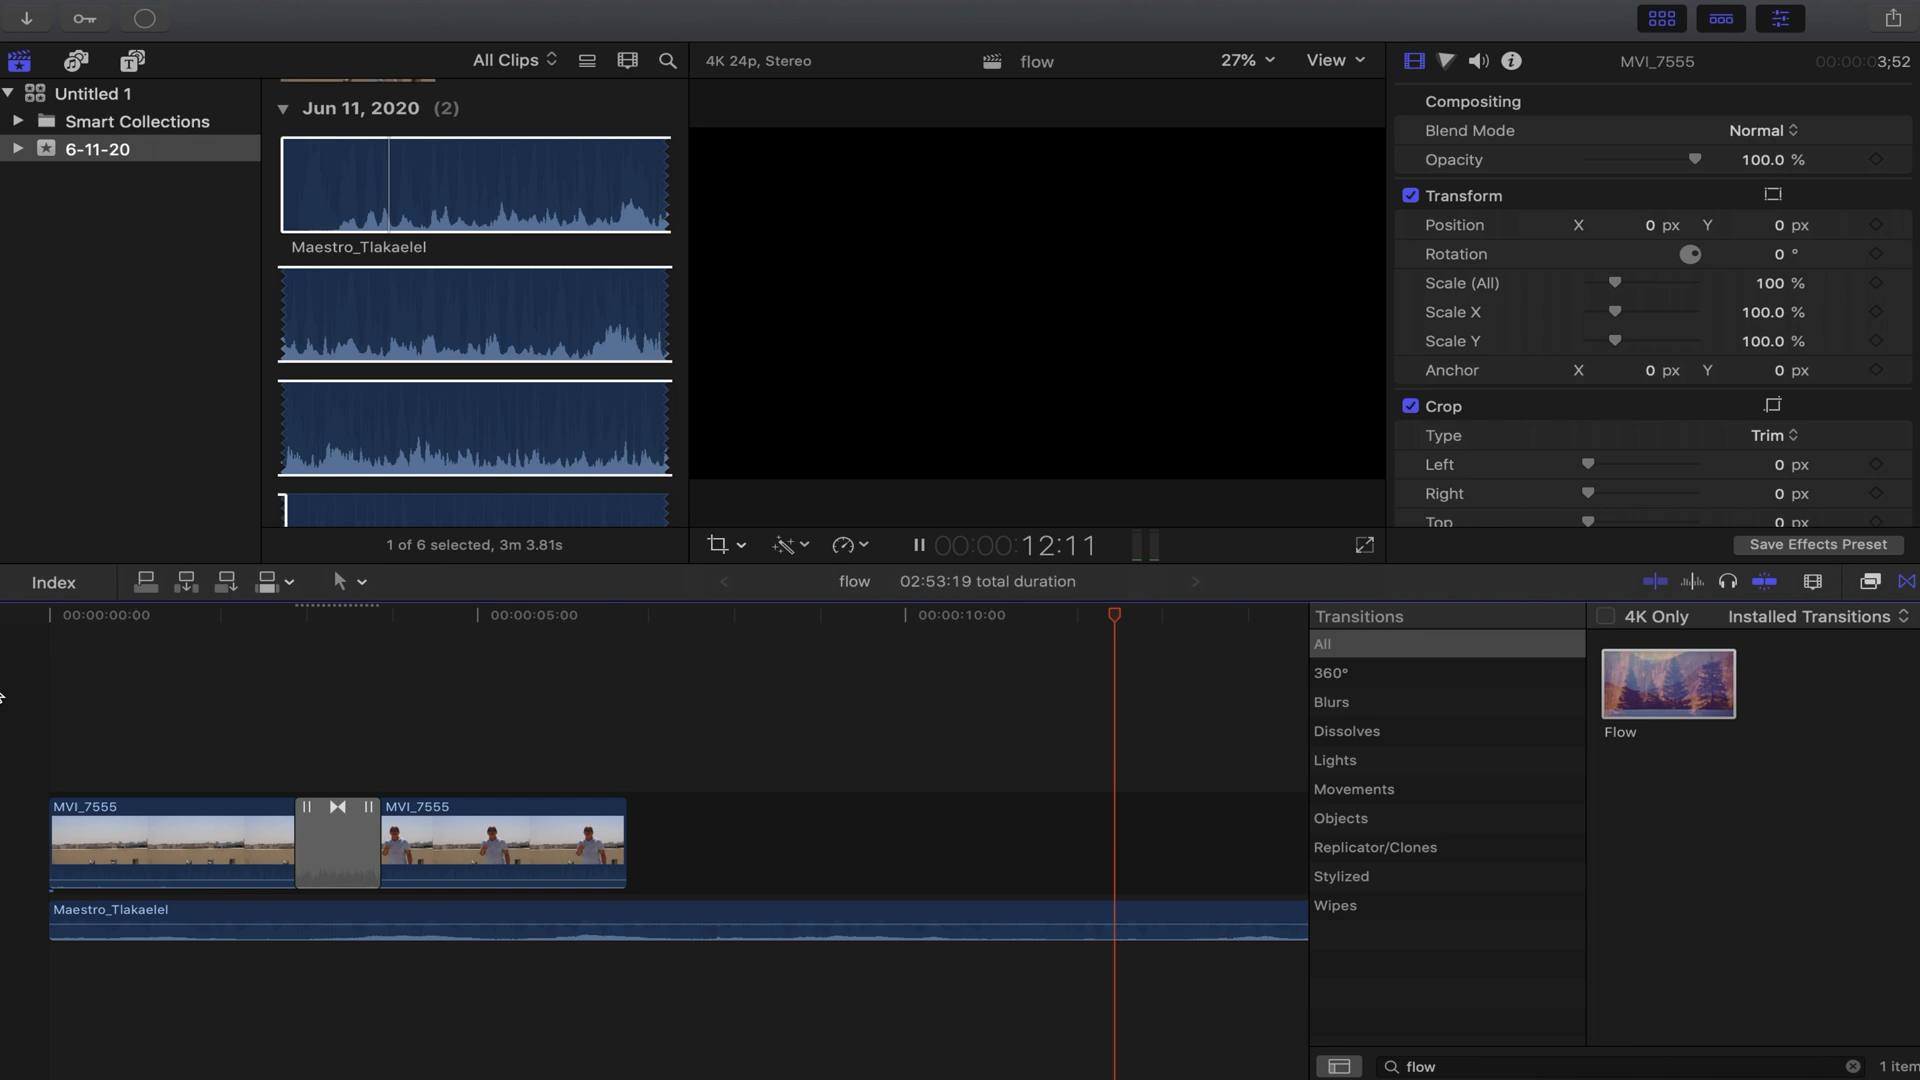 All Clips
4K 24p, Stereo
flow
27%
View
MVI_7555
00:00:03;52
Untitled 1
Smart Collections
6-11-20
Jun 11, 2020 (2)
Maestro_Tlakaelel
1 of 6 selected, 3m 3.81s
00:00:12:11
Compositing
Blend Mode Normal
Opacity 100.0 %
Transform
Position X 0 px Y 0 px
Rotation 0 °
Scale (All) 100 %
Scale X 100.0 %
Scale Y 100.0 %
Anchor X 0 px Y 0 px
Crop
Type Trim
Left 0 px
Right 0 px
Top 0 px
Save Effects Preset
Index
flow 02:53:19 total duration
00:00:00:00
00:00:05:00
00:00:10:00
MVI_7555
MVI_7555
Maestro_Tlakaelel
Transitions
All
360°
Blurs
Dissolves
Lights
Movements
Objects
Replicator/Clones
Stylized
Wipes
4K Only
Installed Transitions
Flow
flow
1 item